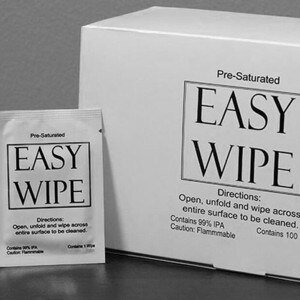 Pre-Saturated
EASY
WIPE
Directions:
Open, unfold and wipe across
entire surface to be cleaned.
Contains 99% IPA Contains 1 Wipe
Caution: Flammmable
Pre-Saturated
EASY
WIPE
Directions:
Open, unfold and wipe across
entire surface to be cleaned.
Contains 99% IPA Contains 100
Caution: Flammmable